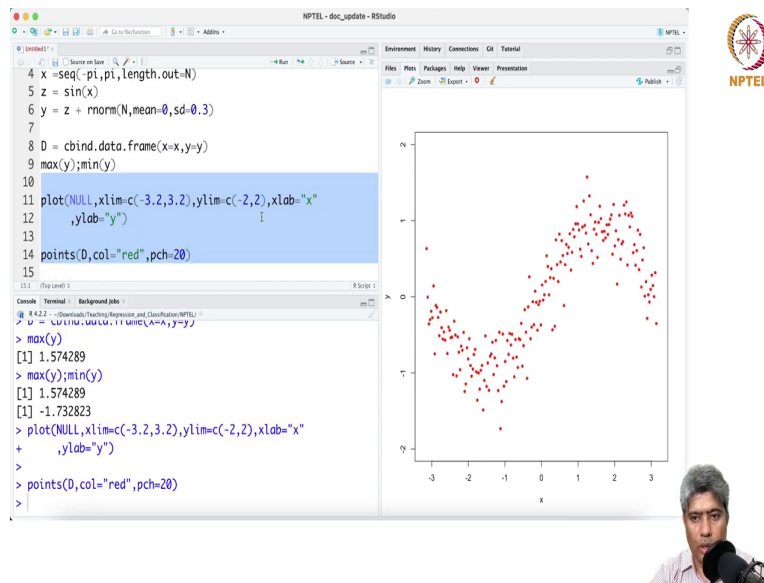 NPTEL - doc_update - RStudio
Go to file/function
Addins
NPTEL
Untitled1*
Source on Save
Run
Source
4 x =seq(-pi,pi,length.out=N)
5 z = sin(x)
6 y = z + rnorm(N,mean=0,sd=0.3)
7
8 D = cbind.data.frame(x=x,y=y)
9 max(y);min(y)
10
11 plot(NULL,xlim=c(-3.2,3.2),ylim=c(-2,2),xlab="x"
12 ,ylab="y")
13
14 points(D,col="red",pch=20)
15
15:1 (Top Level) R Script
Console Terminal Background Jobs
R 4.2.2 · ~/Downloads/Teaching/Regression_and_Classification/NPTEL/
> D = cbind.data.frame(x=x,y=y)
> max(y)
[1] 1.574289
> max(y);min(y)
[1] 1.574289
[1] -1.732823
> plot(NULL,xlim=c(-3.2,3.2),ylim=c(-2,2),xlab="x"
+ ,ylab="y")
>
> points(D,col="red",pch=20)
>
Environment History Connections Git Tutorial
Files Plots Packages Help Viewer Presentation
Zoom Export Publish
2
1
0
-1
-2
y
-3 -2 -1 0 1 2 3
x
NPTEL